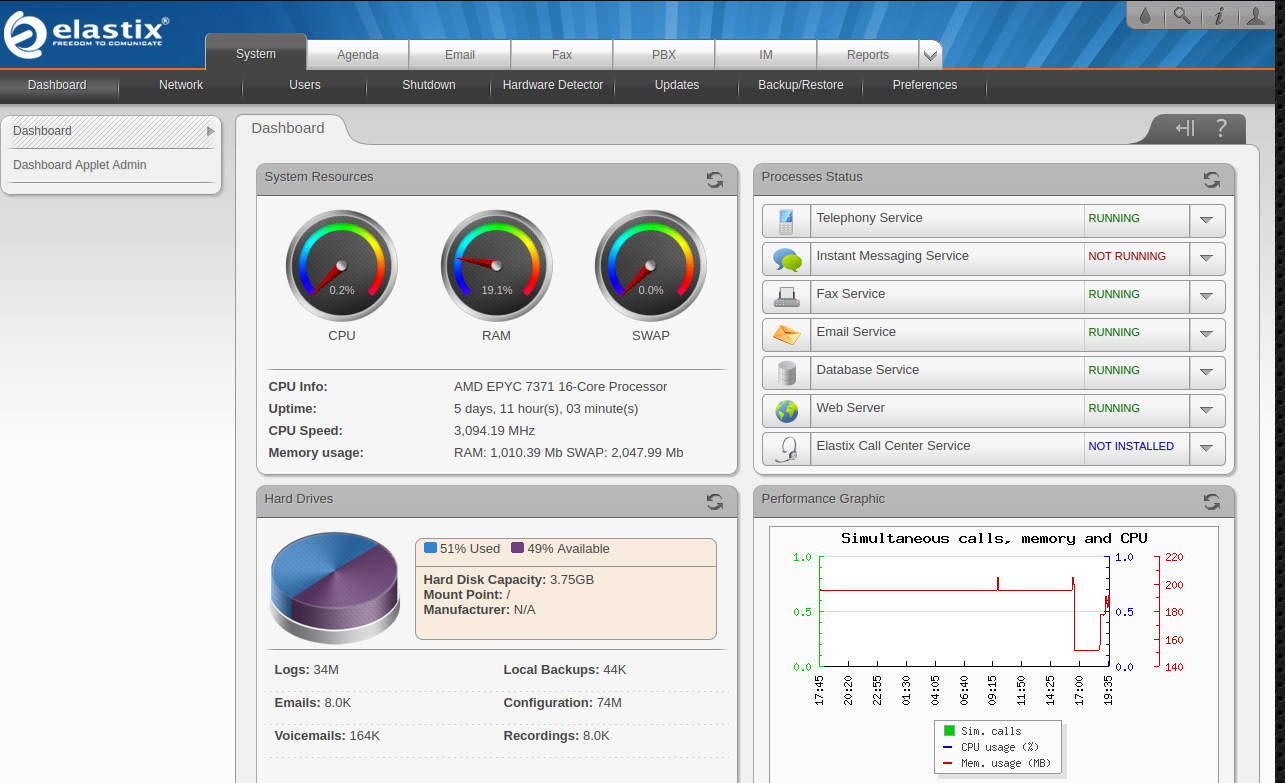 elastix®
FREEDOM TO COMUNICATE
System Agenda Email Fax PBX IM Reports
Dashboard Network Users Shutdown Hardware Detector Updates Backup/Restore Preferences
Dashboard
Dashboard Applet Admin
Dashboard
?
System Resources
0.2% 19.1% 0.0%
CPU RAM SWAP
CPU Info: AMD EPYC 7371 16-Core Processor
Uptime: 5 days, 11 hour(s), 03 minute(s)
CPU Speed: 3,094.19 MHz
Memory usage: RAM: 1,010.39 Mb SWAP: 2,047.99 Mb
Processes Status
Telephony Service RUNNING
Instant Messaging Service NOT RUNNING
Fax Service RUNNING
Email Service RUNNING
Database Service RUNNING
Web Server RUNNING
Elastix Call Center Service NOT INSTALLED
Hard Drives
51% Used 49% Available
Hard Disk Capacity: 3.75GB
Mount Point: /
Manufacturer: N/A
Logs: 34M Local Backups: 44K
Emails: 8.0K Configuration: 74M
Voicemails: 164K Recordings: 8.0K
Performance Graphic
Simultaneous calls, memory and CPU
1.0 1.0 220
200
0.5 0.5 180
160
0.0 0.0 140
17:45 20:20 22:55 01:30 04:05 06:40 09:15 11:50 14:25 17:00 19:35
Sim. calls
CPU usage (%)
Mem. usage (MB)